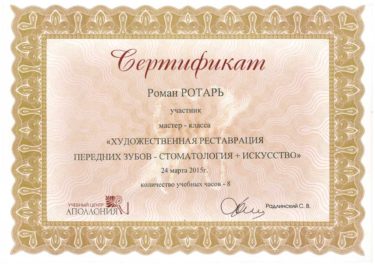 Сертификат
Роман РОТАРЬ
участник
мастер - класса
«ХУДОЖЕСТВЕННАЯ РЕСТАВРАЦИЯ
ПЕРЕДНИХ ЗУБОВ - СТОМАТОЛОГИЯ + ИСКУССТВО»
24 марта 2015г.
количество учебных часов - 8
УЧЕБНЫЙ ЦЕНТР
АПОЛЛОНИЯ
Радлинский С. В.